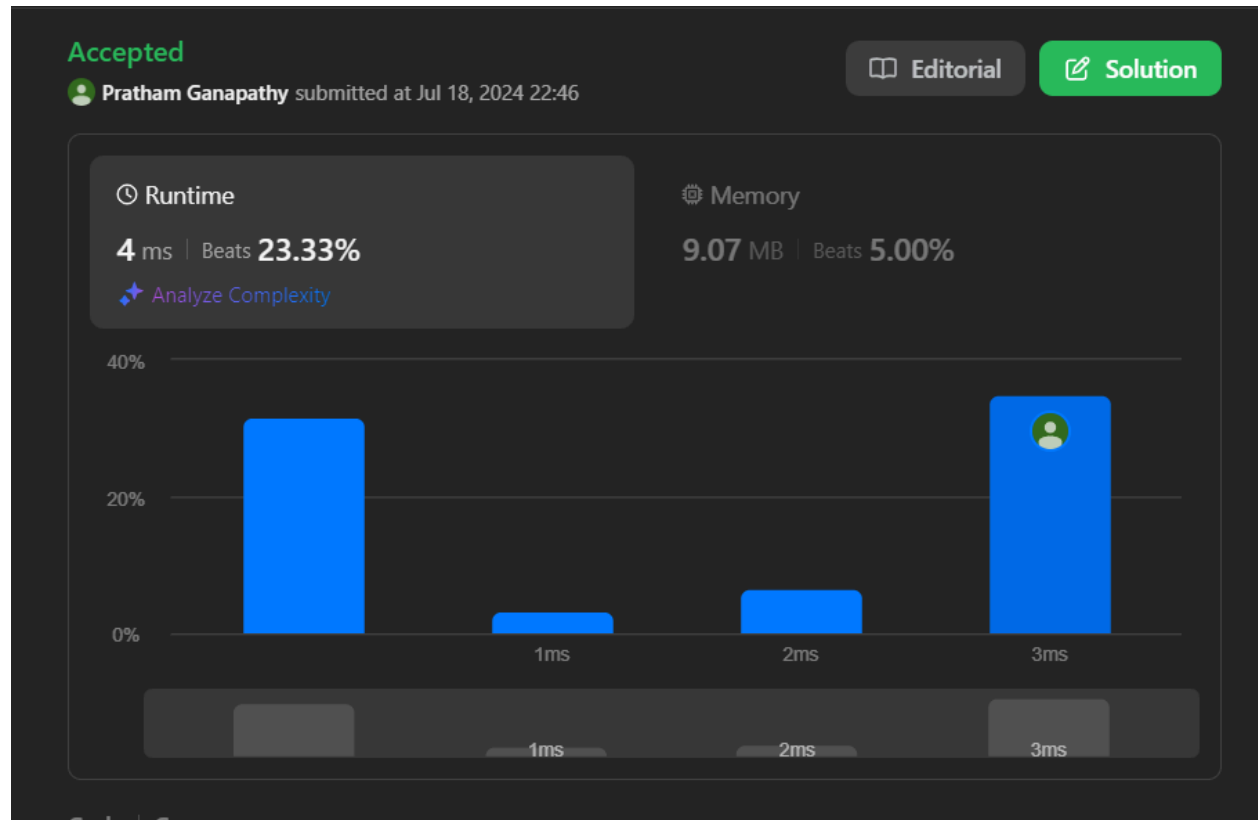 Accepted
Editorial
Solution
Pratham Ganapathy submitted at Jul 18, 2024 22:46
Runtime
4 ms | Beats 23.33%
Analyze Complexity
Memory
9.07 MB | Beats 5.00%
40%
20%
0%
1ms 2ms 3ms
1ms 2ms 3ms